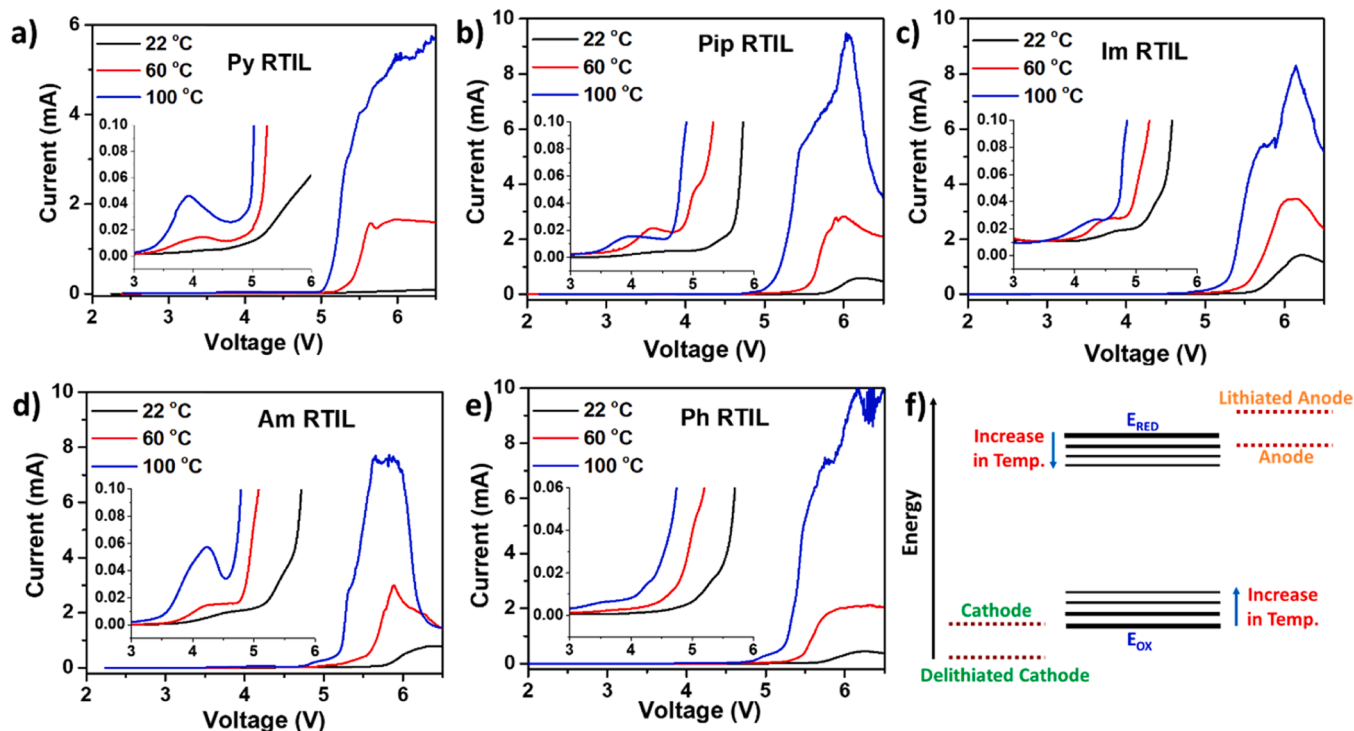 a)
Py RTIL
22 °C
60 °C
100 °C
Current (mA)
6
4
2
0
0.10
0.08
0.06
0.04
0.02
0.00
3 4 5 6
2 3 4 5 6
Voltage (V)
b)
Pip RTIL
22 °C
60 °C
100 °C
Current (mA)
10
8
6
4
2
0
0.10
0.08
0.06
0.04
0.02
0.00
3 4 5 6
2 3 4 5 6
Voltage (V)
c)
Im RTIL
22 °C
60 °C
100 °C
Current (mA)
10
8
6
4
2
0
0.10
0.08
0.06
0.04
0.02
0.00
3 4 5 6
2 3 4 5 6
Voltage (V)
d)
Am RTIL
22 °C
60 °C
100 °C
Current (mA)
10
8
6
4
2
0
0.10
0.08
0.06
0.04
0.02
0.00
3 4 5 6
2 3 4 5 6
Voltage (V)
e)
Ph RTIL
22 °C
60 °C
100 °C
Current (mA)
10
8
6
4
2
0
0.06
0.04
0.02
0.00
3 4 5 6
2 3 4 5 6
Voltage (V)
f)
Energy
Lithiated Anode
E_RED
Increase
in Temp.
Anode
Cathode
Increase
in Temp.
E_OX
Delithiated Cathode